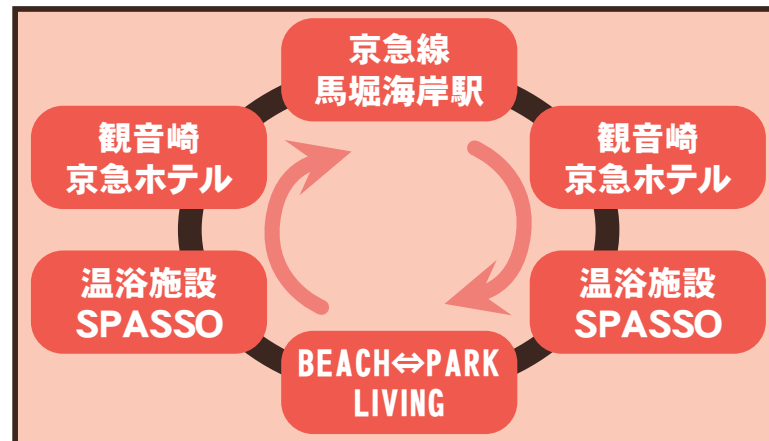 京急線
馬堀海岸駅
観音崎
京急ホテル
観音崎
京急ホテル
温浴施設
SPASSO
温浴施設
SPASSO
BEACH⇔PARK
LIVING